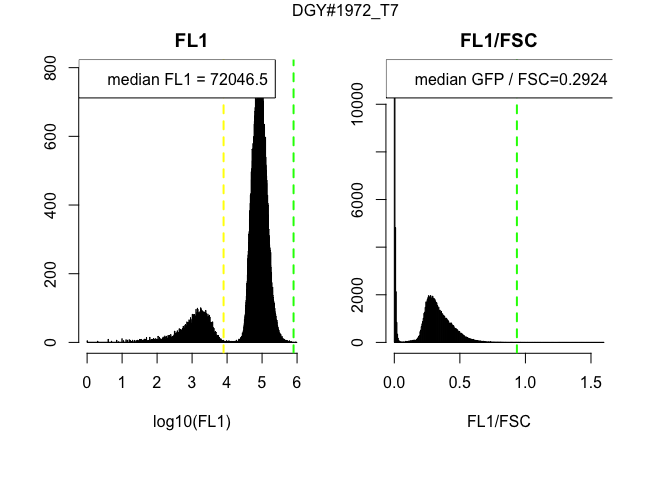 DGY#1972_T7
FL1
FL1/FSC
median FL1 = 72046.5
median GFP / FSC=0.2924
800
600
400
200
0
10000
6000
2000
0
0 1 2 3 4 5 6
0.0 0.5 1.0 1.5
log10(FL1)
FL1/FSC